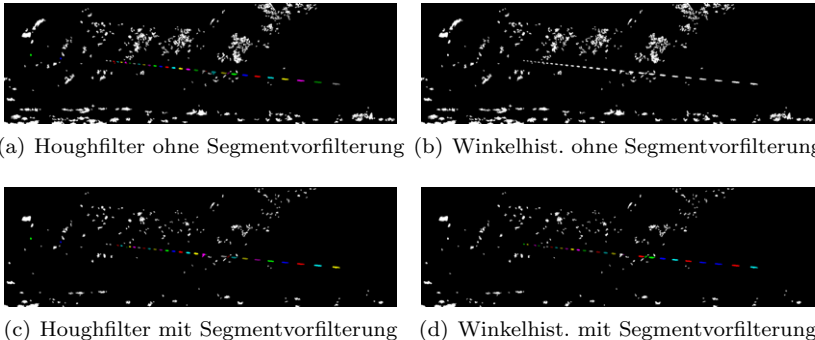 (a) Houghfilter ohne Segmentvorfilterung
(b) Winkelhist. ohne Segmentvorfilterung
(c) Houghfilter mit Segmentvorfilterung
(d) Winkelhist. mit Segmentvorfilterung